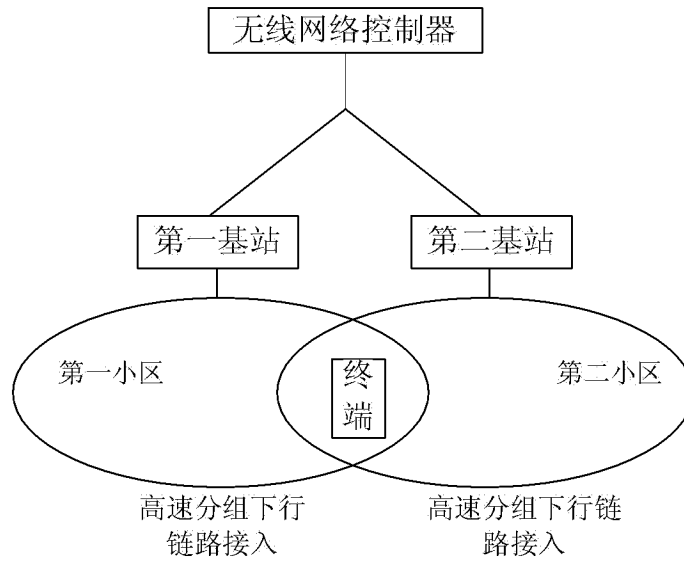 无线网络控制器
第一基站
第二基站
第一小区
终
端
第二小区
高速分组下行
链路接入
高速分组下行链
路接入